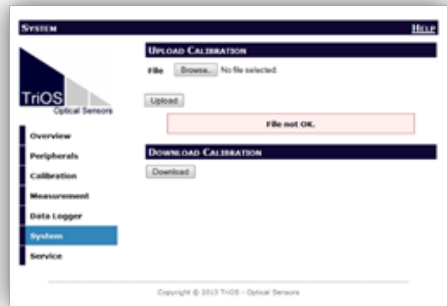 SYSTEM HELP
UPLOAD CALIBRATION
File Browse.. No file selected.
Upload
File not OK.
DOWNLOAD CALIBRATION
Download
TriOS
Optical Sensors
Overview
Peripherals
Calibration
Measurement
Data Logger
System
Service
Copyright © 2013 TriOS - Optical Sensors